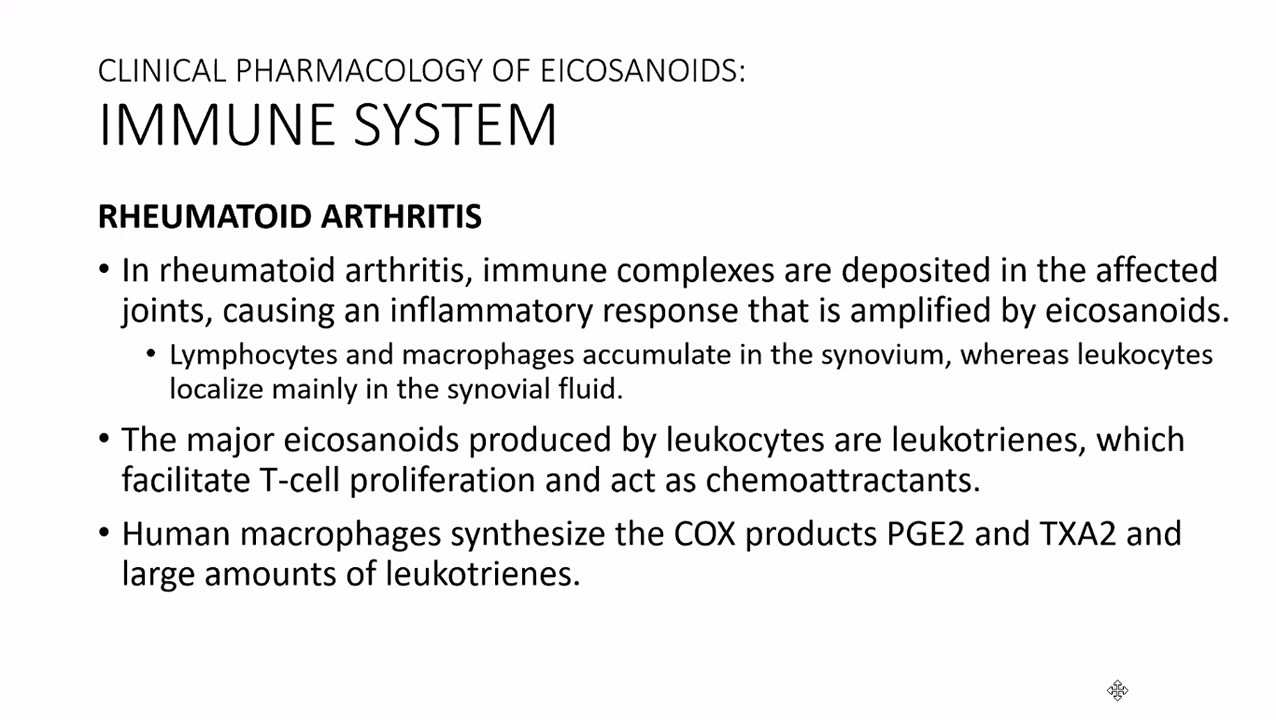 CLINICAL PHARMACOLOGY OF EICOSANOIDS:
IMMUNE SYSTEM
RHEUMATOID ARTHRITIS
• In rheumatoid arthritis, immune complexes are deposited in the affected
joints, causing an inflammatory response that is amplified by eicosanoids.
• Lymphocytes and macrophages accumulate in the synovium, whereas leukocytes
localize mainly in the synovial fluid.
• The major eicosanoids produced by leukocytes are leukotrienes, which
facilitate T-cell proliferation and act as chemoattractants.
• Human macrophages synthesize the COX products PGE2 and TXA2 and
large amounts of leukotrienes.